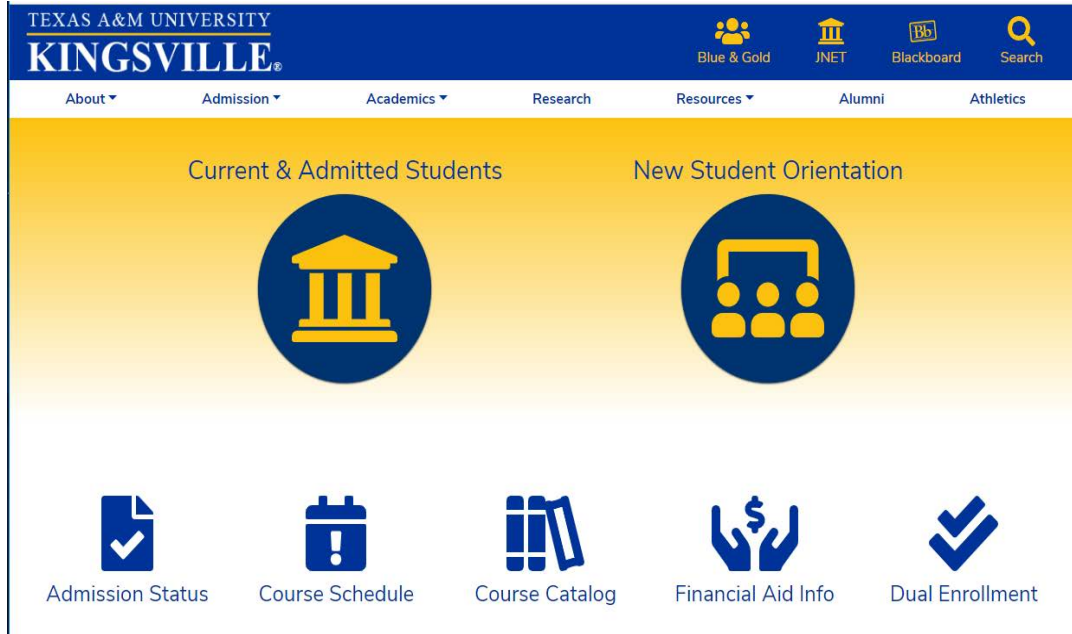 TEXAS A&M UNIVERSITY
KINGSVILLE®
Blue & Gold
JNET
Bb
Blackboard
Search
About
Admission
Academics
Research
Resources
Alumni
Athletics
Current & Admitted Students
New Student Orientation
Admission Status
Course Schedule
Course Catalog
$
Financial Aid Info
Dual Enrollment